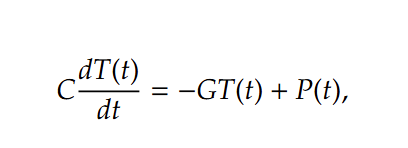 C dT(t)/dt = −GT(t) + P(t),